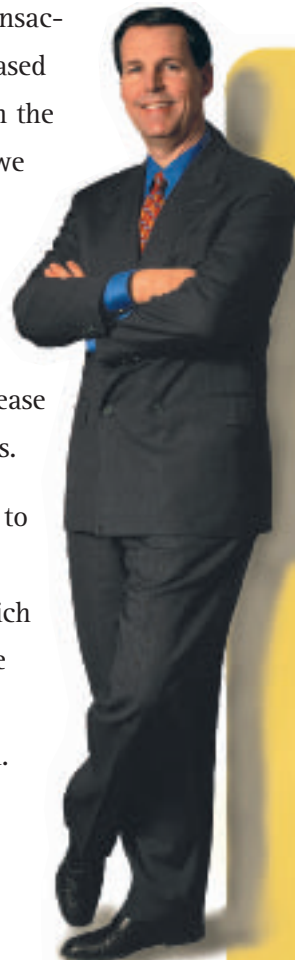 nsac-
ased
n the
we
ease
s.
to
ich
e
.